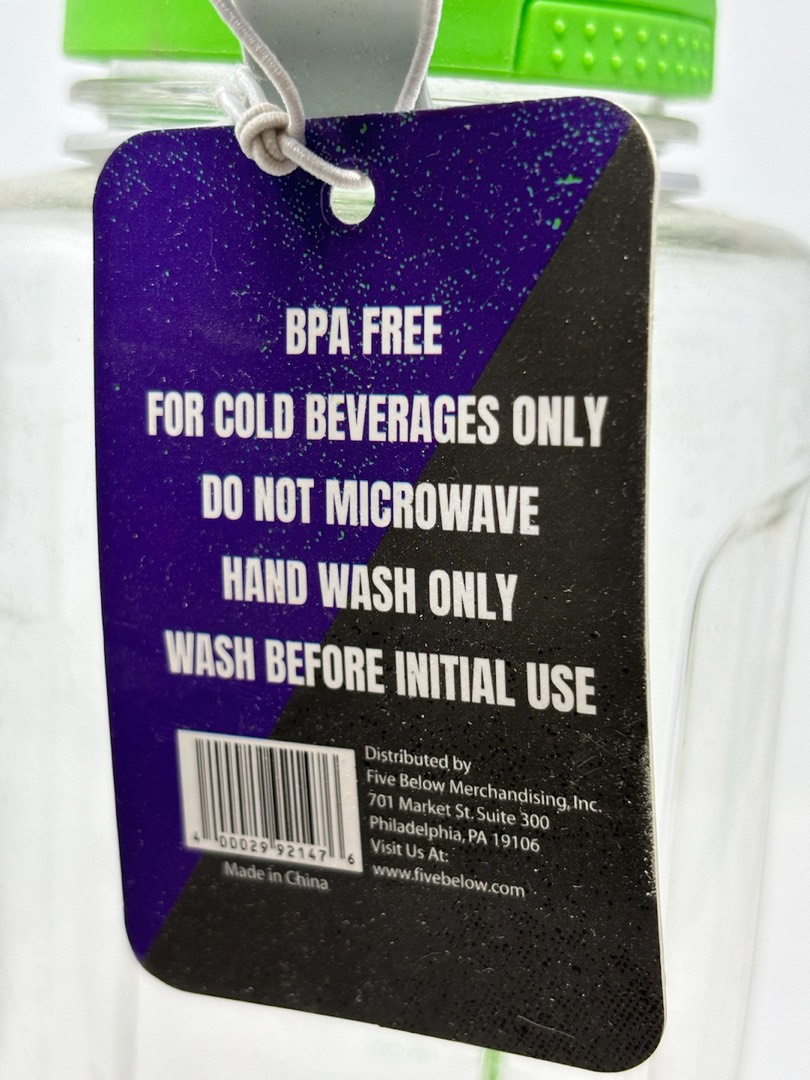 BPA FREE
FOR COLD BEVERAGES ONLY
DO NOT MICROWAVE
HAND WASH ONLY
WASH BEFORE INITIAL USE
Distributed by
Five Below Merchandising, Inc.
701 Market St. Suite 300
Philadelphia, PA 19106
Visit Us At:
www.fivebelow.com
4 00029 92147 6
Made in China